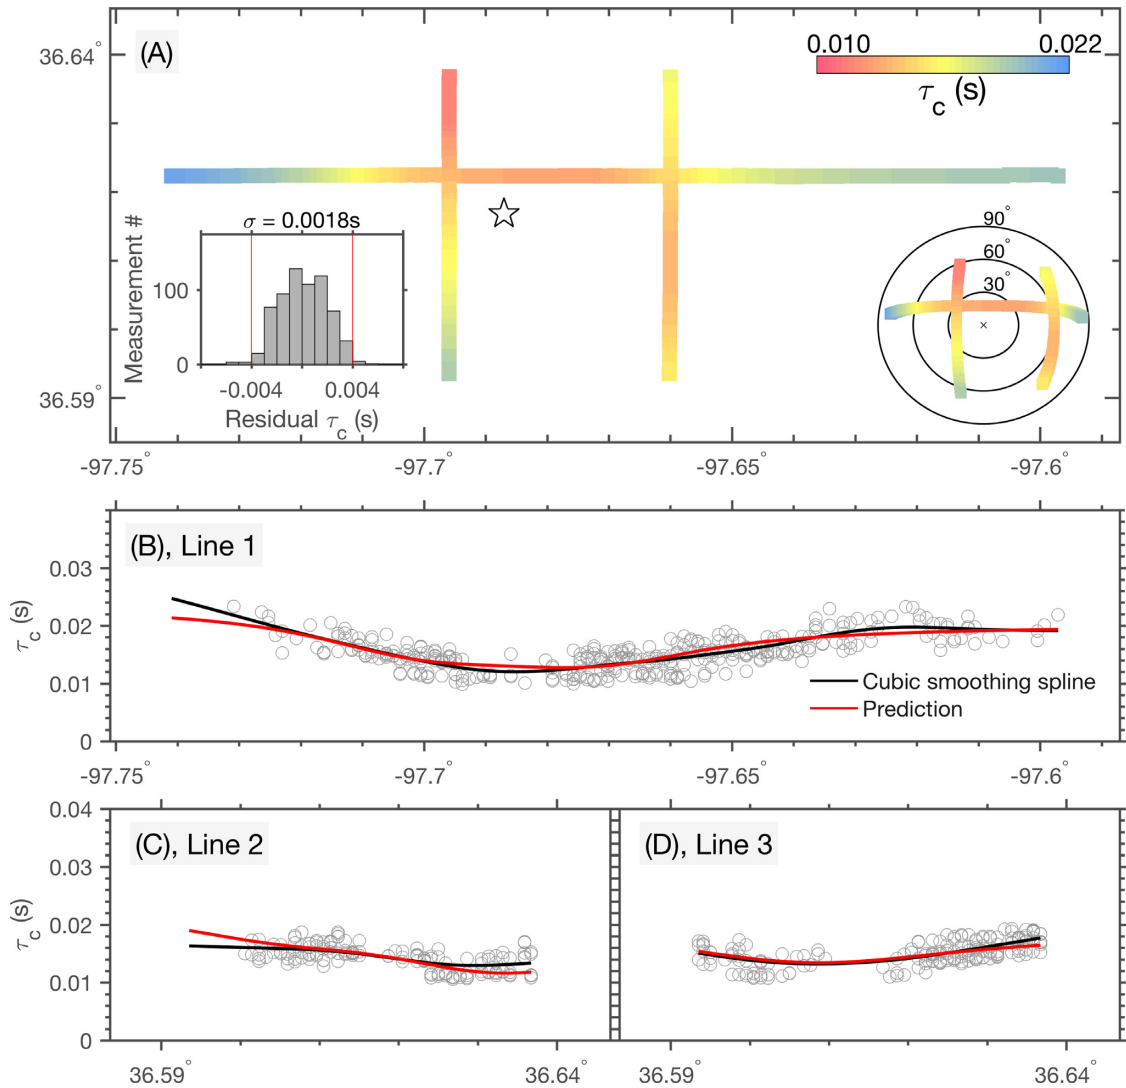 (A)
36.64°
36.59°
0.010 0.022
τc (s)
σ = 0.0018s
Measurement #
100
0
-0.004 0.004
Residual τc (s)
90°
60°
30°
×
-97.75° -97.7° -97.65° -97.6°
(B), Line 1
τc (s)
0.03
0.02
0.01
0
Cubic smoothing spline
Prediction
-97.75° -97.7° -97.65° -97.6°
(C), Line 2
τc (s)
0.04
0.03
0.02
0.01
0
36.59° 36.64°
(D), Line 3
36.59° 36.64°